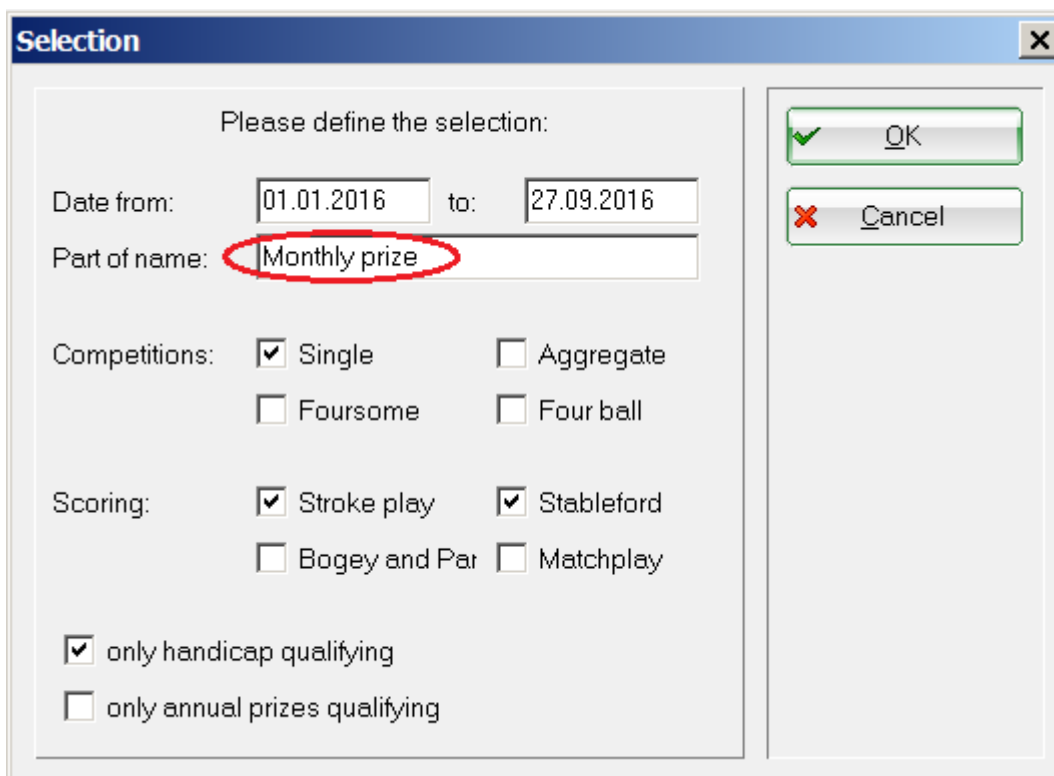 Selection
Please define the selection:
OK
Date from: 01.01.2016 to: 27.09.2016
Cancel
Part of name: Monthly prize
Competitions: Single Aggregate
Foursome Four ball
Scoring: Stroke play Stableford
Bogey and Par Matchplay
only handicap qualifying
only annual prizes qualifying